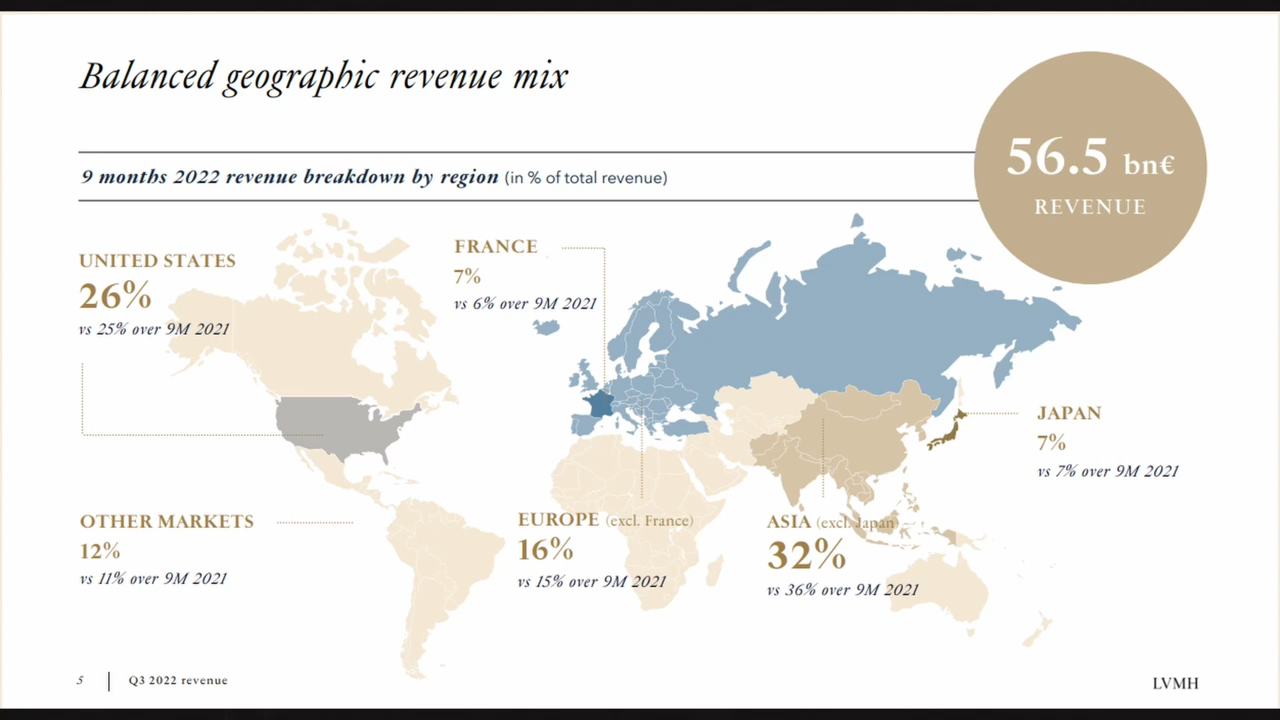 Balanced geographic revenue mix
56.5 bn€
REVENUE
9 months 2022 revenue breakdown by region (in % of total revenue)
UNITED STATES
26%
vs 25% over 9M 2021
FRANCE
7%
vs 6% over 9M 2021
JAPAN
7%
vs 7% over 9M 2021
OTHER MARKETS
12%
vs 11% over 9M 2021
EUROPE (excl. France)
16%
vs 15% over 9M 2021
ASIA (excl. Japan)
32%
vs 36% over 9M 2021
5 | Q3 2022 revenue
LVMH